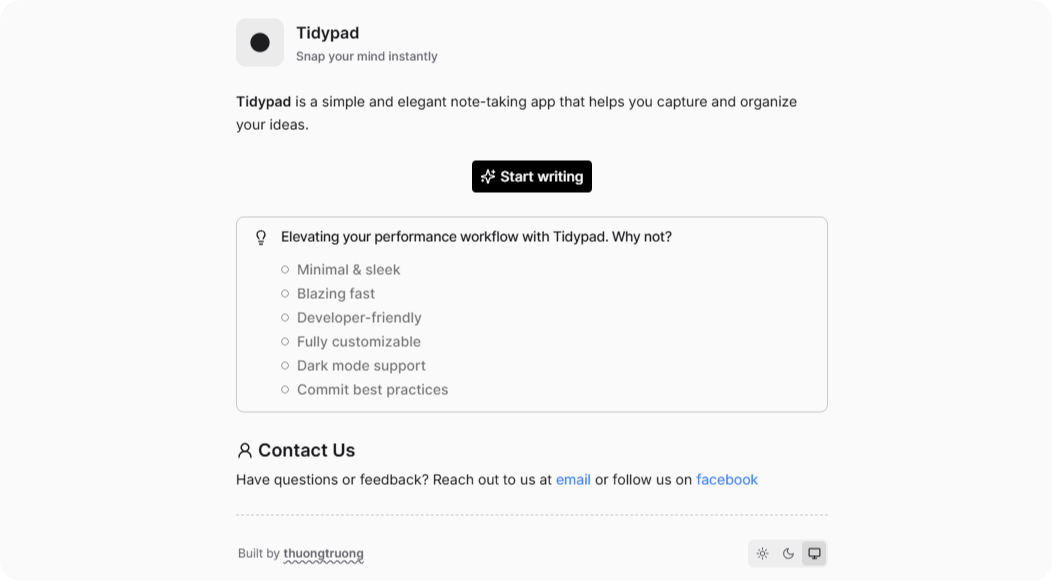 Tidypad
Snap your mind instantly
Tidypad is a simple and elegant note-taking app that helps you capture and organize
your ideas.
Start writing
Elevating your performance workflow with Tidypad. Why not?
Minimal & sleek
Blazing fast
Developer-friendly
Fully customizable
Dark mode support
Commit best practices
Contact Us
Have questions or feedback? Reach out to us at email or follow us on facebook
Built by thuongtruong